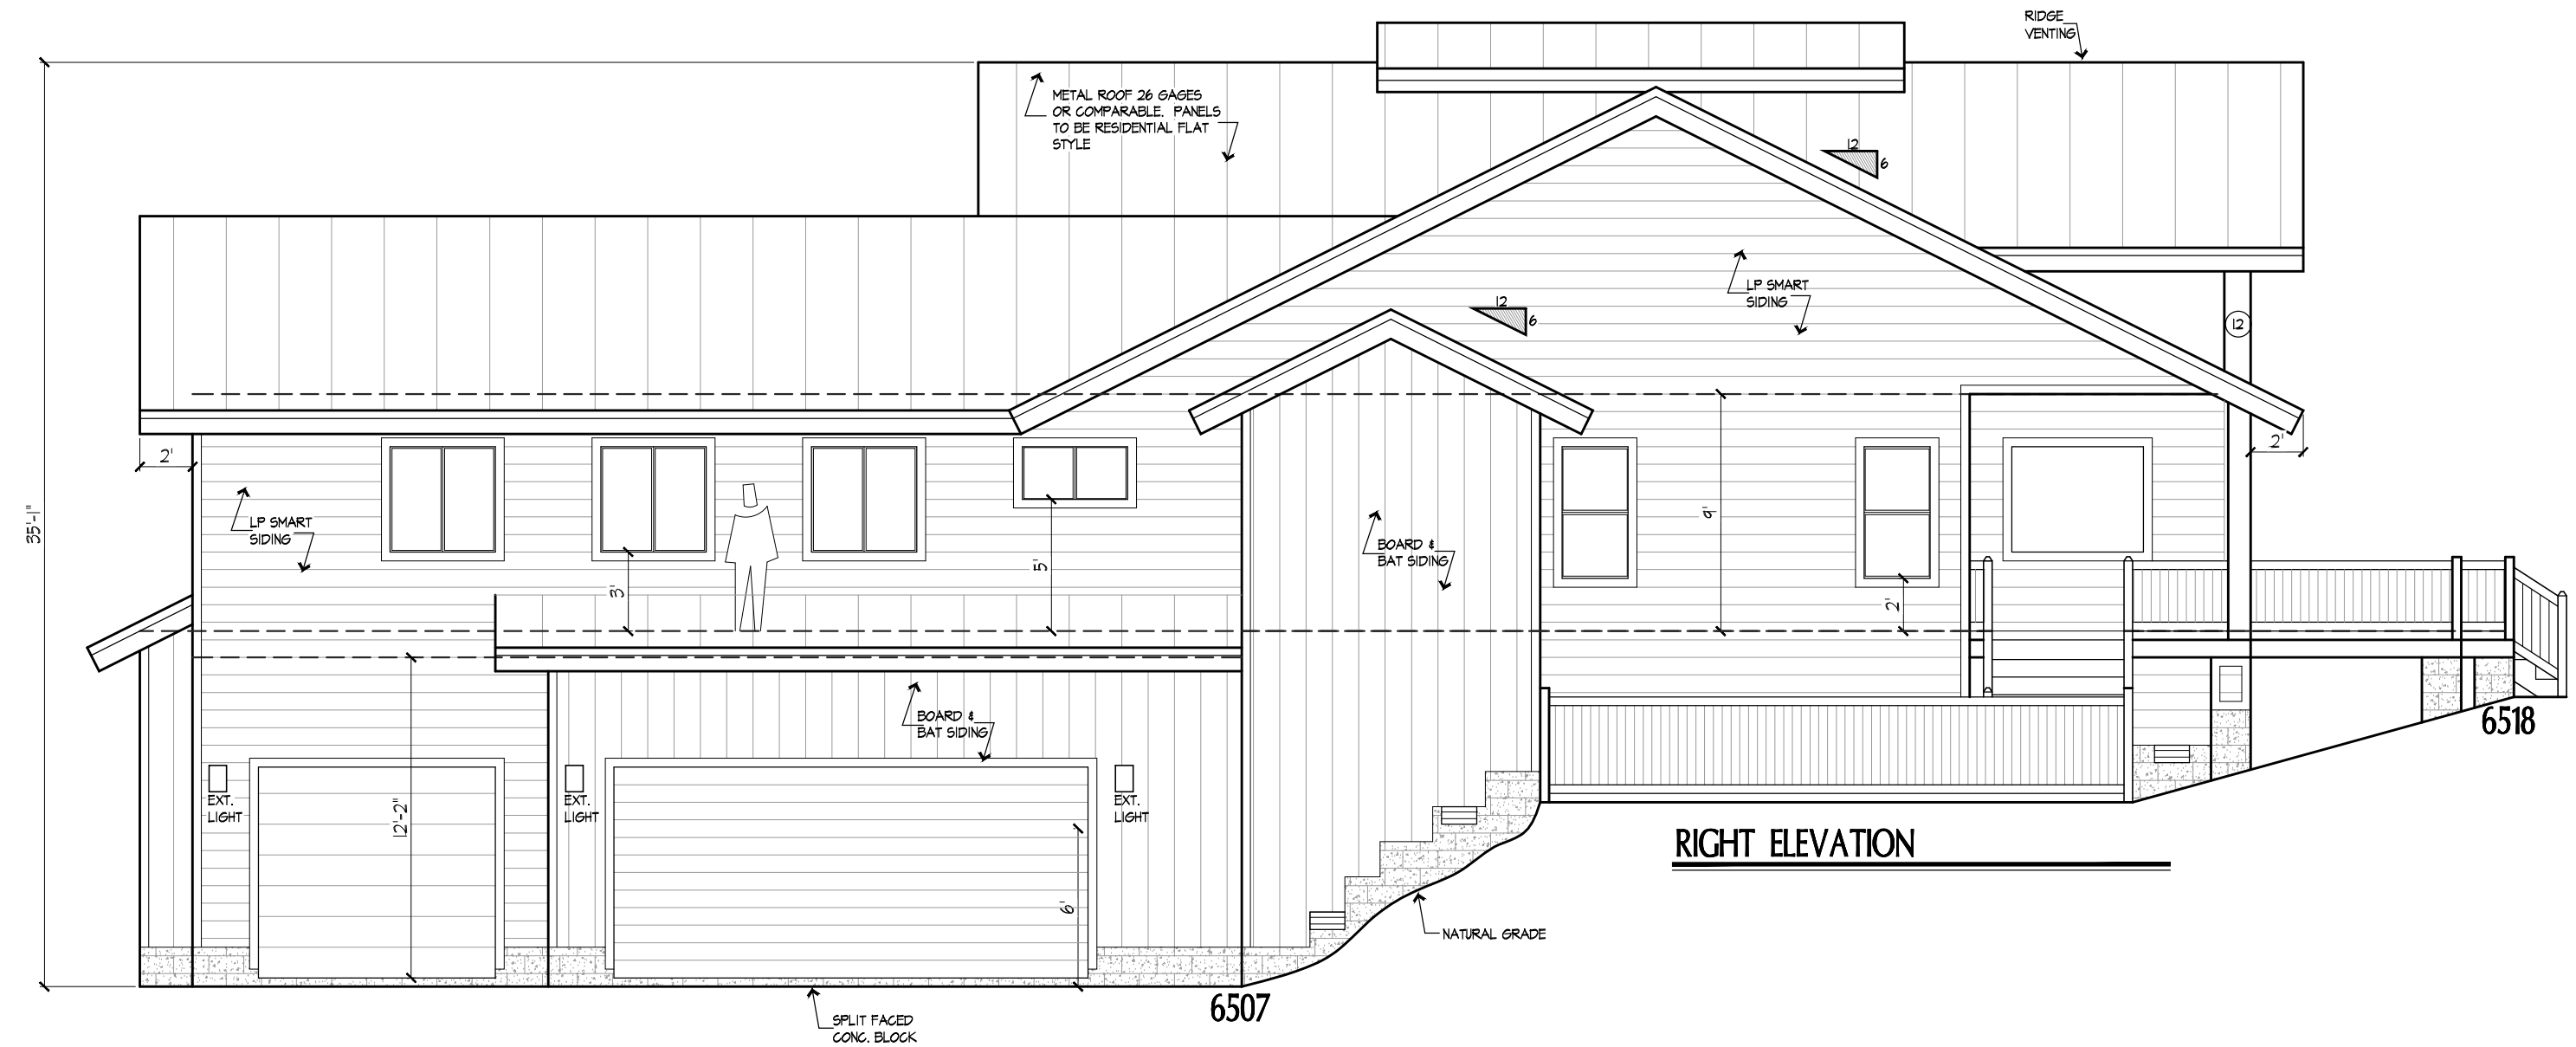 RIDGE
VENTING
METAL ROOF 26 GAGES
OR COMPARABLE. PANELS
TO BE RESIDENTIAL FLAT
STYLE
12
6
LP SMART
SIDING
12
6
12
2'
2'
35'-1"
LP SMART
SIDING
9'
BOARD &
BAT SIDING
5'
3'
2'
BOARD &
BAT SIDING
6518
EXT.
LIGHT
EXT.
LIGHT
EXT.
LIGHT
12'-2"
RIGHT ELEVATION
6'
NATURAL GRADE
6507
SPLIT FACED
CONC. BLOCK